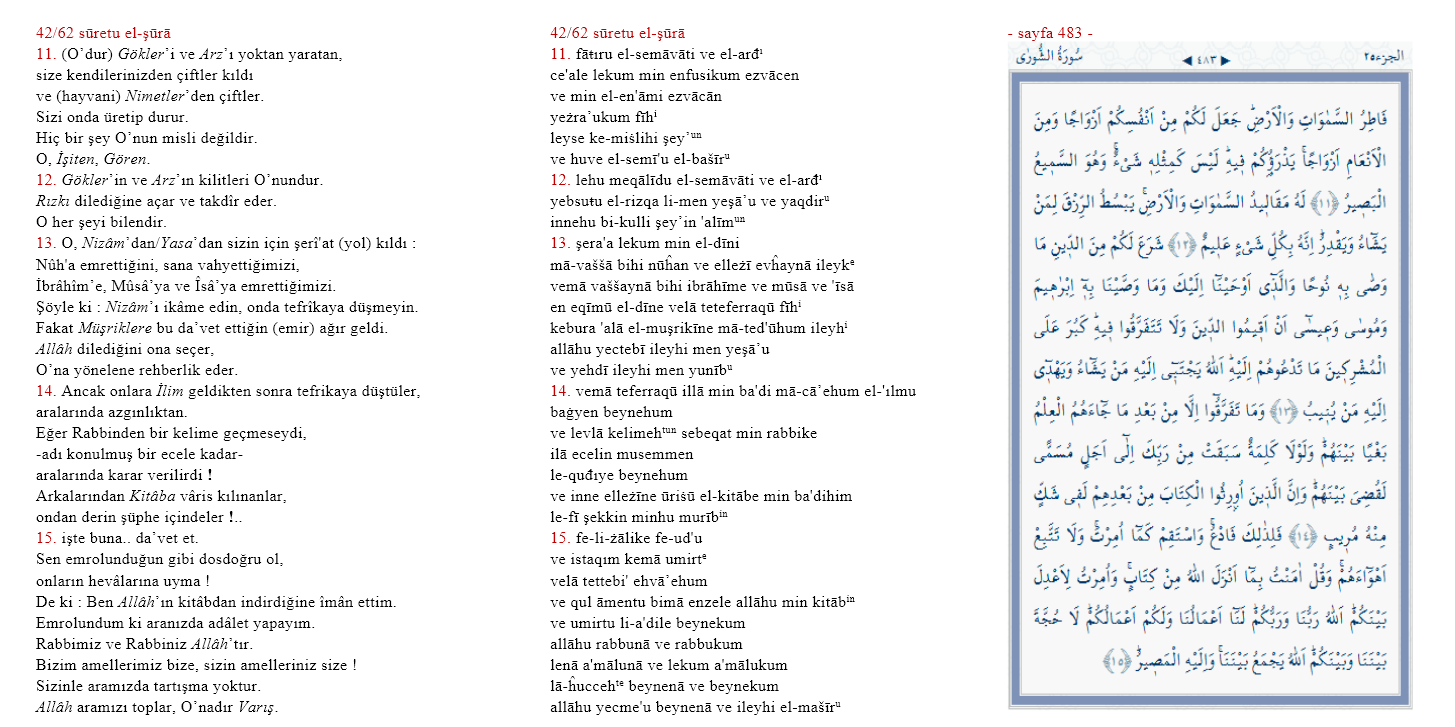 42/62 sūretu el-şūrā
11. (O’dur) Gökler’i ve Arz’ı yoktan yaratan,
size kendilerinizden çiftler kıldı
ve (hayvani) Nimetler’den çiftler.
Sizi onda üretip durur.
Hiç bir şey O’nun misli değildir.
O, İşiten, Gören.
12. Gökler’in ve Arz’ın kilitleri O’nundur.
Rızkı dilediğine açar ve takdîr eder.
O her şeyi bilendir.
13. O, Nizâm’dan/Yasa’dan sizin için şerî'at (yol) kıldı :
Nûh'a emrettiğini, sana vahyettiğimizi,
İbrâhîm’e, Mûsâ’ya ve Îsâ’ya emrettiğimizi.
Şöyle ki : Nizâm’ı ikâme edin, onda tefrîkaya düşmeyin.
Fakat Müşriklere bu da’vet ettiğin (emir) ağır geldi.
Allâh dilediğini ona seçer,
O’na yönelene rehberlik eder.
14. Ancak onlara İlim geldikten sonra tefrikaya düştüler,
aralarında azgınlıktan.
Eğer Rabbinden bir kelime geçmeseydi,
-adı konulmuş bir ecele kadar-
aralarında karar verilirdi !
Arkalarından Kitâba vâris kılınanlar,
ondan derin şüphe içindeler !..
15. işte buna.. da’vet et.
Sen emrolunduğun gibi dosdoğru ol,
onların hevâlarına uyma !
De ki : Ben Allâh’ın kitâbdan indirdiğine îmân ettim.
Emrolundum ki aranızda adâlet yapayım.
Rabbimiz ve Rabbiniz Allâh’tır.
Bizim amellerimiz bize, sizin amelleriniz size !
Sizinle aramızda tartışma yoktur.
Allâh aramızı toplar, O’nadır Varış.
42/62 sūretu el-şūrā
11. fāŧıru el-semāvāti ve el-arđⁱ
ce'ale lekum min enfusikum ezvācen
ve min el-en'āmi ezvācān
yeżra’ukum fīhⁱ
leyse ke-miŝlihi şey’ᵘⁿ
ve huve el-semī'u el-bašīrᵘ
12. lehu meqālīdu el-semāvāti ve el-arđⁱ
yebsuŧu el-rizqa li-men yeşā’u ve yaqdirᵘ
innehu bi-kulli şey’in 'alīmᵘⁿ
13. şera'a lekum min el-dīni
mā-vaššā bihi nūĥan ve elleżī evĥaynā ileykᵉ
vemā vaššaynā bihi ibrāhīme ve mūsā ve 'īsā
en eqīmū el-dīne velā teteferraqū fīhⁱ
kebura 'alā el-muşrikīne mā-ted'ūhum ileyhⁱ
allāhu yectebī ileyhi men yeşā’u
ve yehdī ileyhi men yunībᵘ
14. vemā teferraqū illā min ba'di mā-cā’ehum el-'ılmu
baġyen beynehum
ve levlā kelimehᵗᵘⁿ sebeqat min rabbike
ilā ecelin musemmen
le-quđıye beynehum
ve inne elleżīne ūriŝū el-kitābe min ba'dihim
le-fī şekkin minhu murībⁱⁿ
15. fe-li-żālike fe-ud'u
ve istaqım kemā umirtᵉ
velā tettebi' ehvā’ehum
ve qul āmentu bimā enzele allāhu min kitābⁱⁿ
ve umirtu li-a'dile beynekum
allāhu rabbunā ve rabbukum
lenā a'mālunā ve lekum a'mālukum
lā-ĥuccehᵗᵉ beynenā ve beynekum
allāhu yecme'u beynenā ve ileyhi el-mašīrᵘ
- sayfa 483 -
الجزء ٢٥ ◀ ٤٨٣ ▶ سُورَةُ الشُّورٰى
فَاطِرُ السَّمٰوَاتِ وَالْاَرْضِۜ جَعَلَ لَكُمْ مِنْ اَنْفُسِكُمْ اَزْوَاجًا وَمِنَ
الْاَنْعَامِ اَزْوَاجًاۚ يَذْرَؤُ۬كُمْ ف۪يهِۜ لَيْسَ كَمِثْلِه۪ شَيْءٌۚ وَهُوَ السَّم۪يعُ
الْبَص۪يرُ ﴿١١﴾ لَهُ مَقَال۪يدُ السَّمٰوَاتِ وَالْاَرْضِۚ يَبْسُطُ الرِّزْقَ لِمَنْ
يَشَٓاءُ وَيَقْدِرُۜ اِنَّهُ بِكُلِّ شَيْءٍ عَل۪يمٌ ﴿١٢﴾ شَرَعَ لَكُمْ مِنَ الدّ۪ينِ مَا
وَصّٰى بِه۪ نُوحًا وَالَّذ۪ٓي اَوْحَيْنَٓا اِلَيْكَ وَمَا وَصَّيْنَا بِه۪ٓ اِبْرٰه۪يمَ
وَمُوسٰى وَع۪يسٰٓى اَنْ اَق۪يمُوا الدّ۪ينَ وَلَا تَتَفَرَّقُوا ف۪يهِۜ كَبُرَ عَلَى
الْمُشْرِك۪ينَ مَا تَدْعُوهُمْ اِلَيْهِۜ اَللّٰهُ يَجْتَب۪ٓي اِلَيْهِ مَنْ يَشَٓاءُ وَيَهْد۪ٓي
اِلَيْهِ مَنْ يُن۪يبُ ﴿١٣﴾ وَمَا تَفَرَّقُٓوا اِلَّا مِنْ بَعْدِ مَا جَٓاءَهُمُ الْعِلْمُ
بَغْيًا بَيْنَهُمْۜ وَلَوْلَا كَلِمَةٌ سَبَقَتْ مِنْ رَبِّكَ اِلٰٓى اَجَلٍ مُسَمًّى
لَقُضِيَ بَيْنَهُمْۜ وَاِنَّ الَّذ۪ينَ اُو۫رِثُوا الْكِتَابَ مِنْ بَعْدِهِمْ لَف۪ي شَكٍّ
مِنْهُ مُر۪يبٍ ﴿١٤﴾ فَلِذٰلِكَ فَادْعُۚ وَاسْتَقِمْ كَمَٓا اُمِرْتَۚ وَلَا تَتَّبِعْ
اَهْوَٓاءَهُمْۚ وَقُلْ اٰمَنْتُ بِمَٓا اَنْزَلَ اللّٰهُ مِنْ كِتَابٍۚ وَاُمِرْتُ لِاَعْدِلَ
بَيْنَكُمْۜ اَللّٰهُ رَبُّنَا وَرَبُّكُمْۜ لَنَٓا اَعْمَالُنَا وَلَكُمْ اَعْمَالُكُمْۜ لَا حُجَّةَ
بَيْنَنَا وَبَيْنَكُمْۜ اَللّٰهُ يَجْمَعُ بَيْنَنَاۚ وَاِلَيْهِ الْمَص۪يرُۜ ﴿١٥﴾